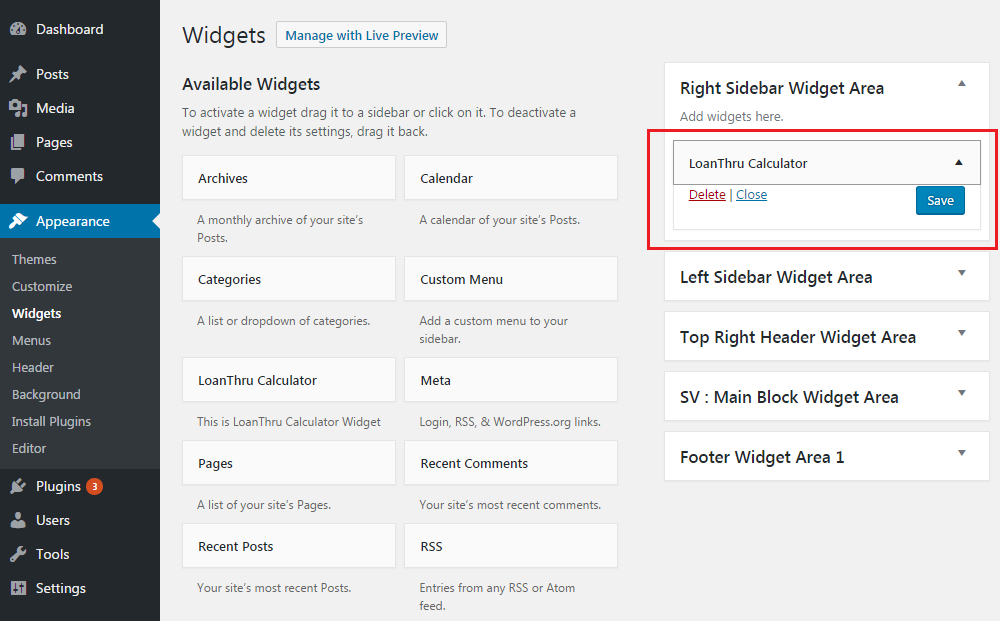 Dashboard
Posts
Media
Pages
Comments
Appearance
Themes
Customize
Widgets
Menus
Header
Background
Install Plugins
Editor
Plugins 3
Users
Tools
Settings
Widgets Manage with Live Preview
Available Widgets
To activate a widget drag it to a sidebar or click on it. To deactivate a
widget and delete its settings, drag it back.
Archives
A monthly archive of your site's
Posts.
Calendar
A calendar of your site's Posts.
Categories
A list or dropdown of categories.
Custom Menu
Add a custom menu to your
sidebar.
LoanThru Calculator
This is LoanThru Calculator Widget
Meta
Login, RSS, & WordPress.org links.
Pages
A list of your site's Pages.
Recent Comments
Your site's most recent comments.
Recent Posts
Your site's most recent Posts.
RSS
Entries from any RSS or Atom
feed.
Right Sidebar Widget Area
Add widgets here.
LoanThru Calculator
Delete | Close
Save
Left Sidebar Widget Area
Top Right Header Widget Area
SV : Main Block Widget Area
Footer Widget Area 1